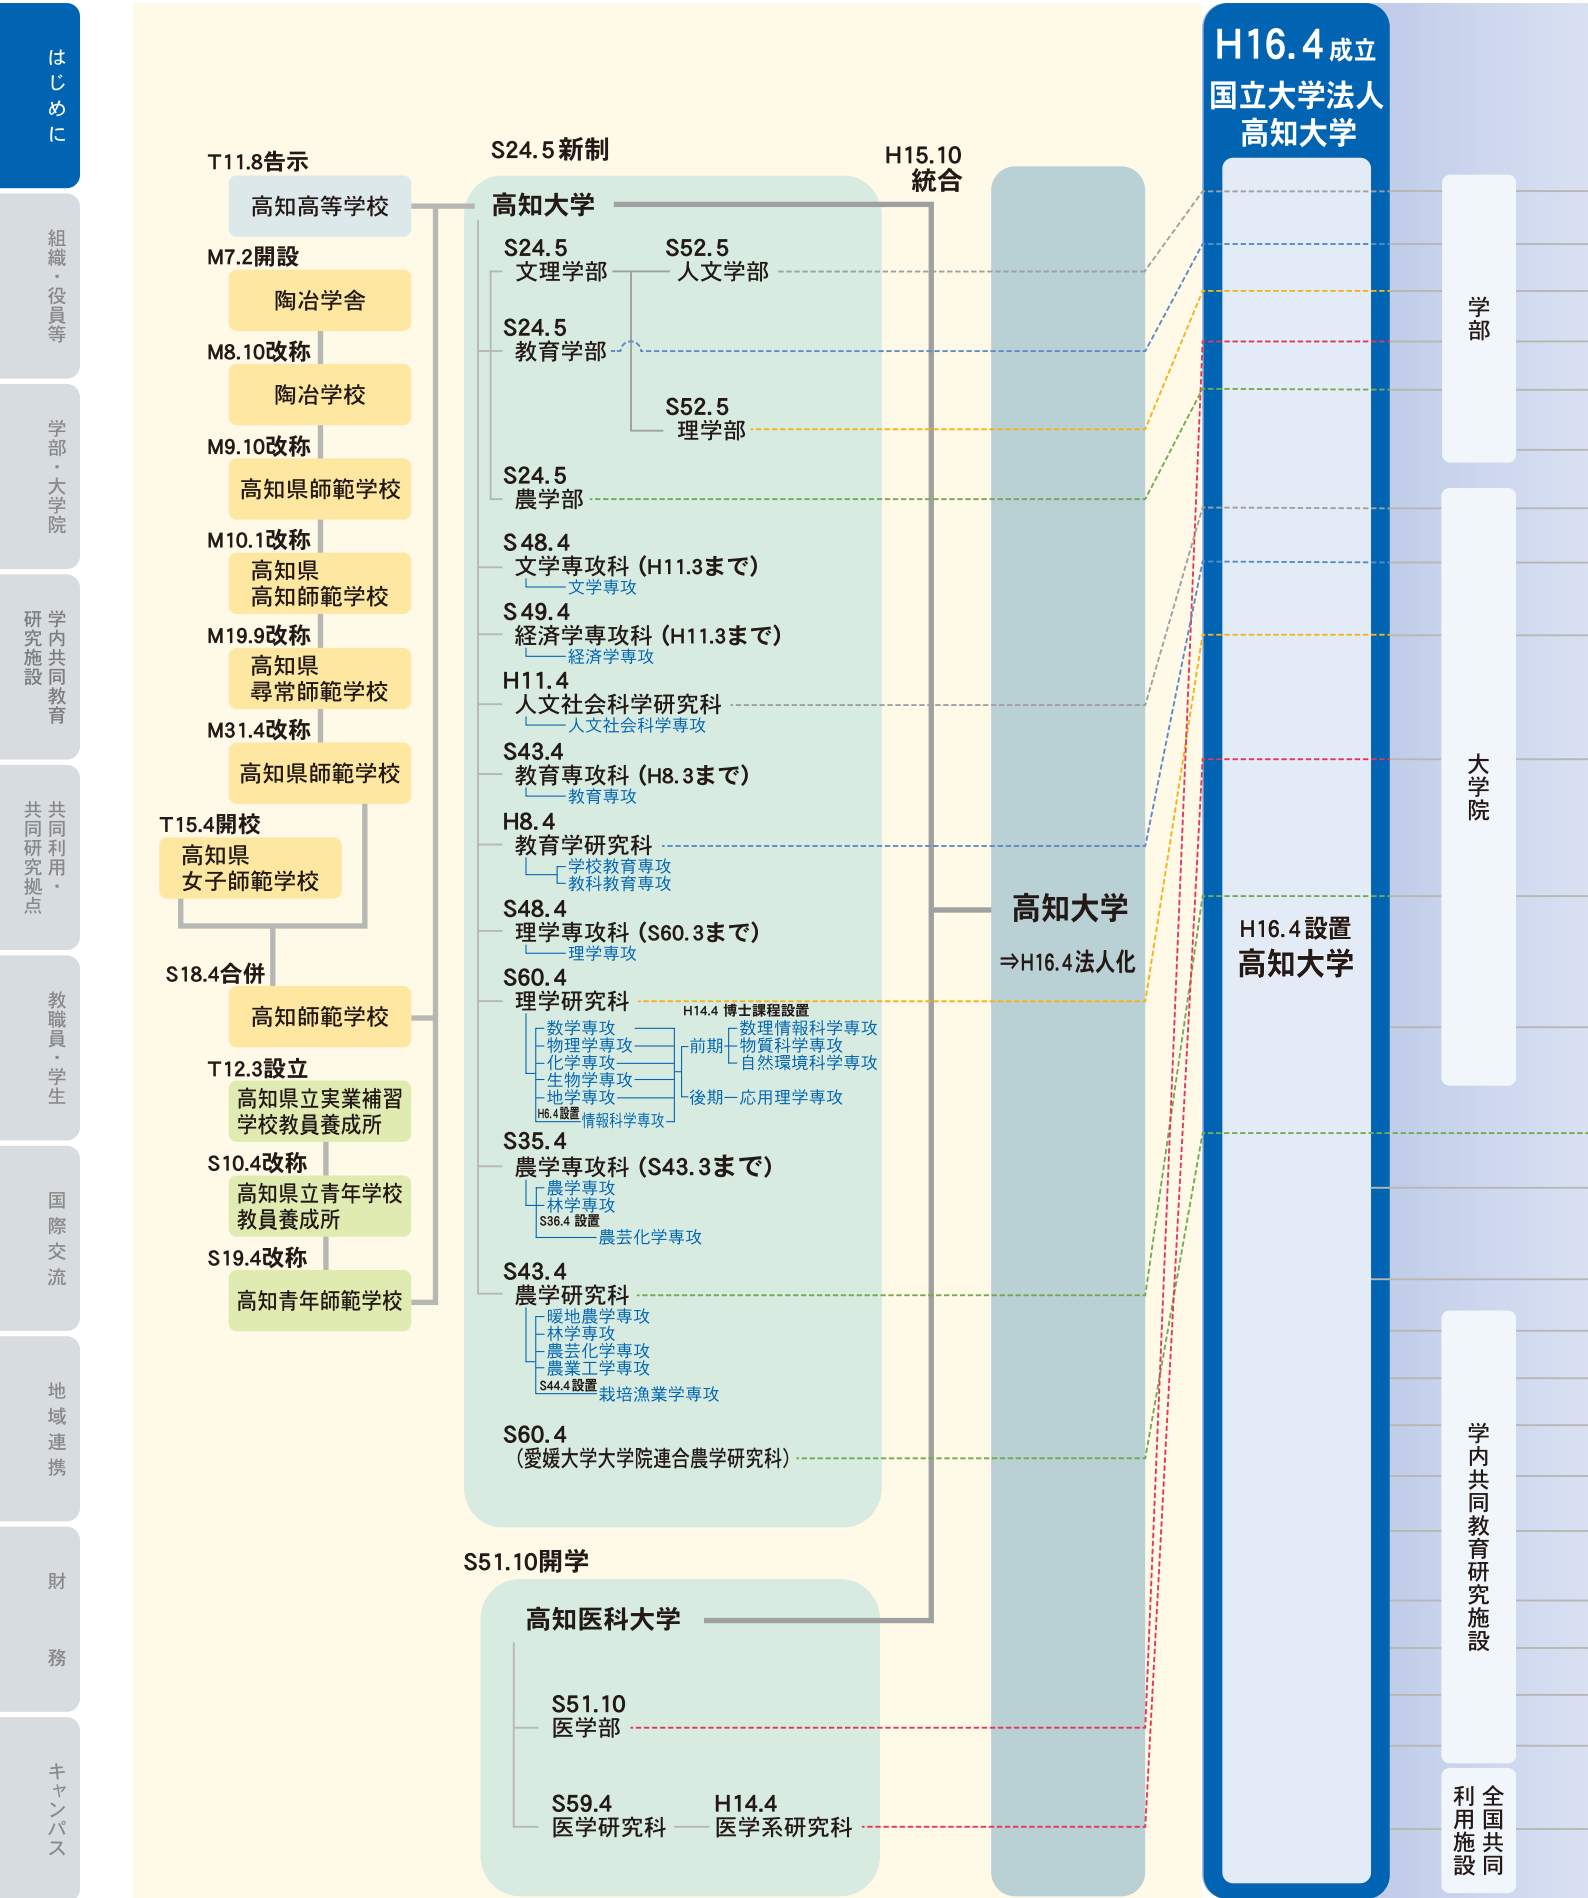 はじめに
組織・役員等
学部・大学院
学内共同教育
研究施設
共同利用・
共同研究拠点
教職員・学生
国際交流
地域連携
財務
キャンパス
T11.8告示
高知高等学校
M7.2開設
陶冶学舎
M8.10改称
陶冶学校
M9.10改称
高知県師範学校
M10.1改称
高知県
高知師範学校
M19.9改称
高知県
尋常師範学校
M31.4改称
高知県師範学校
T15.4開校
高知県
女子師範学校
S18.4合併
高知師範学校
T12.3設立
高知県立実業補習
学校教員養成所
S10.4改称
高知県立青年学校
教員養成所
S19.4改称
高知青年師範学校
S24.5新制
高知大学
S24.5
文理学部
S52.5
人文学部
S24.5
教育学部
S52.5
理学部
S24.5
農学部
S48.4
文学専攻科（H11.3まで）
文学専攻
S49.4
経済学専攻科（H11.3まで）
経済学専攻
H11.4
人文社会科学研究科
人文社会科学専攻
S43.4
教育専攻科（H8.3まで）
教育専攻
H8.4
教育学研究科
学校教育専攻
教科教育専攻
S48.4
理学専攻科（S60.3まで）
理学専攻
S60.4
理学研究科
数学専攻
物理学専攻
化学専攻
生物学専攻
地学専攻
H6.4設置
情報科学専攻
H14.4 博士課程設置
前期
数理情報科学専攻
物質科学専攻
自然環境科学専攻
後期
応用理学専攻
S35.4
農学専攻科（S43.3まで）
農学専攻
林学専攻
S36.4 設置
農芸化学専攻
S43.4
農学研究科
暖地農学専攻
林学専攻
農芸化学専攻
農業工学専攻
S44.4設置
栽培漁業学専攻
S60.4
（愛媛大学大学院連合農学研究科）
S51.10開学
高知医科大学
S51.10
医学部
S59.4
医学研究科
H14.4
医学系研究科
H15.10
統合
高知大学
⇒H16.4法人化
H16.4成立
国立大学法人
高知大学
H16.4設置
高知大学
学部
大学院
学内共同教育研究施設
全国共同
利用施設